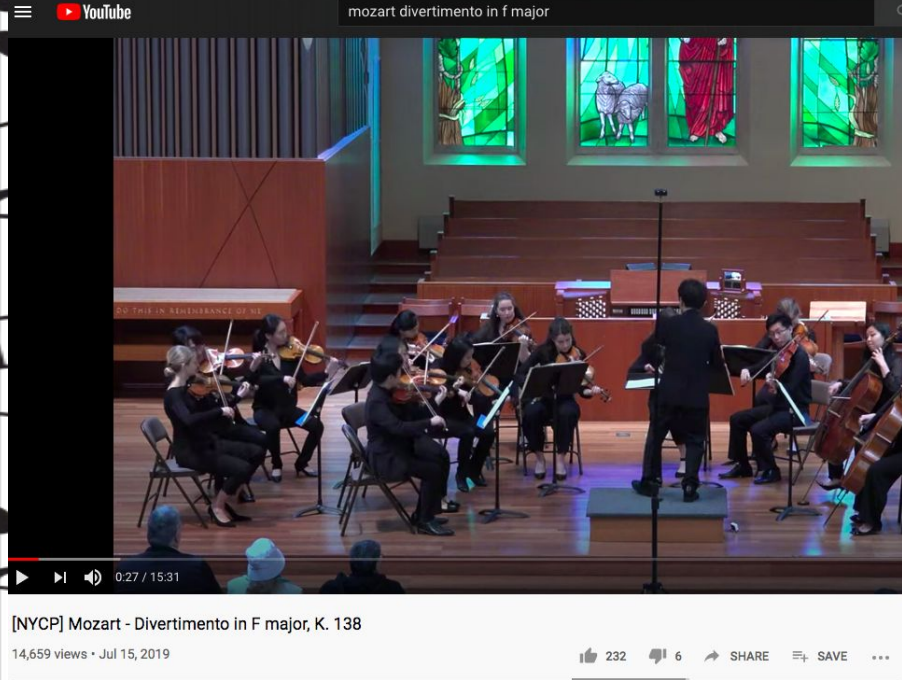 YouTube
mozart divertimento in f major
DO THIS IN REMEMBRANCE OF ME
0:27 / 15:31
[NYCP] Mozart - Divertimento in F major, K. 138
14,659 views • Jul 15, 2019
232
6
SHARE
SAVE